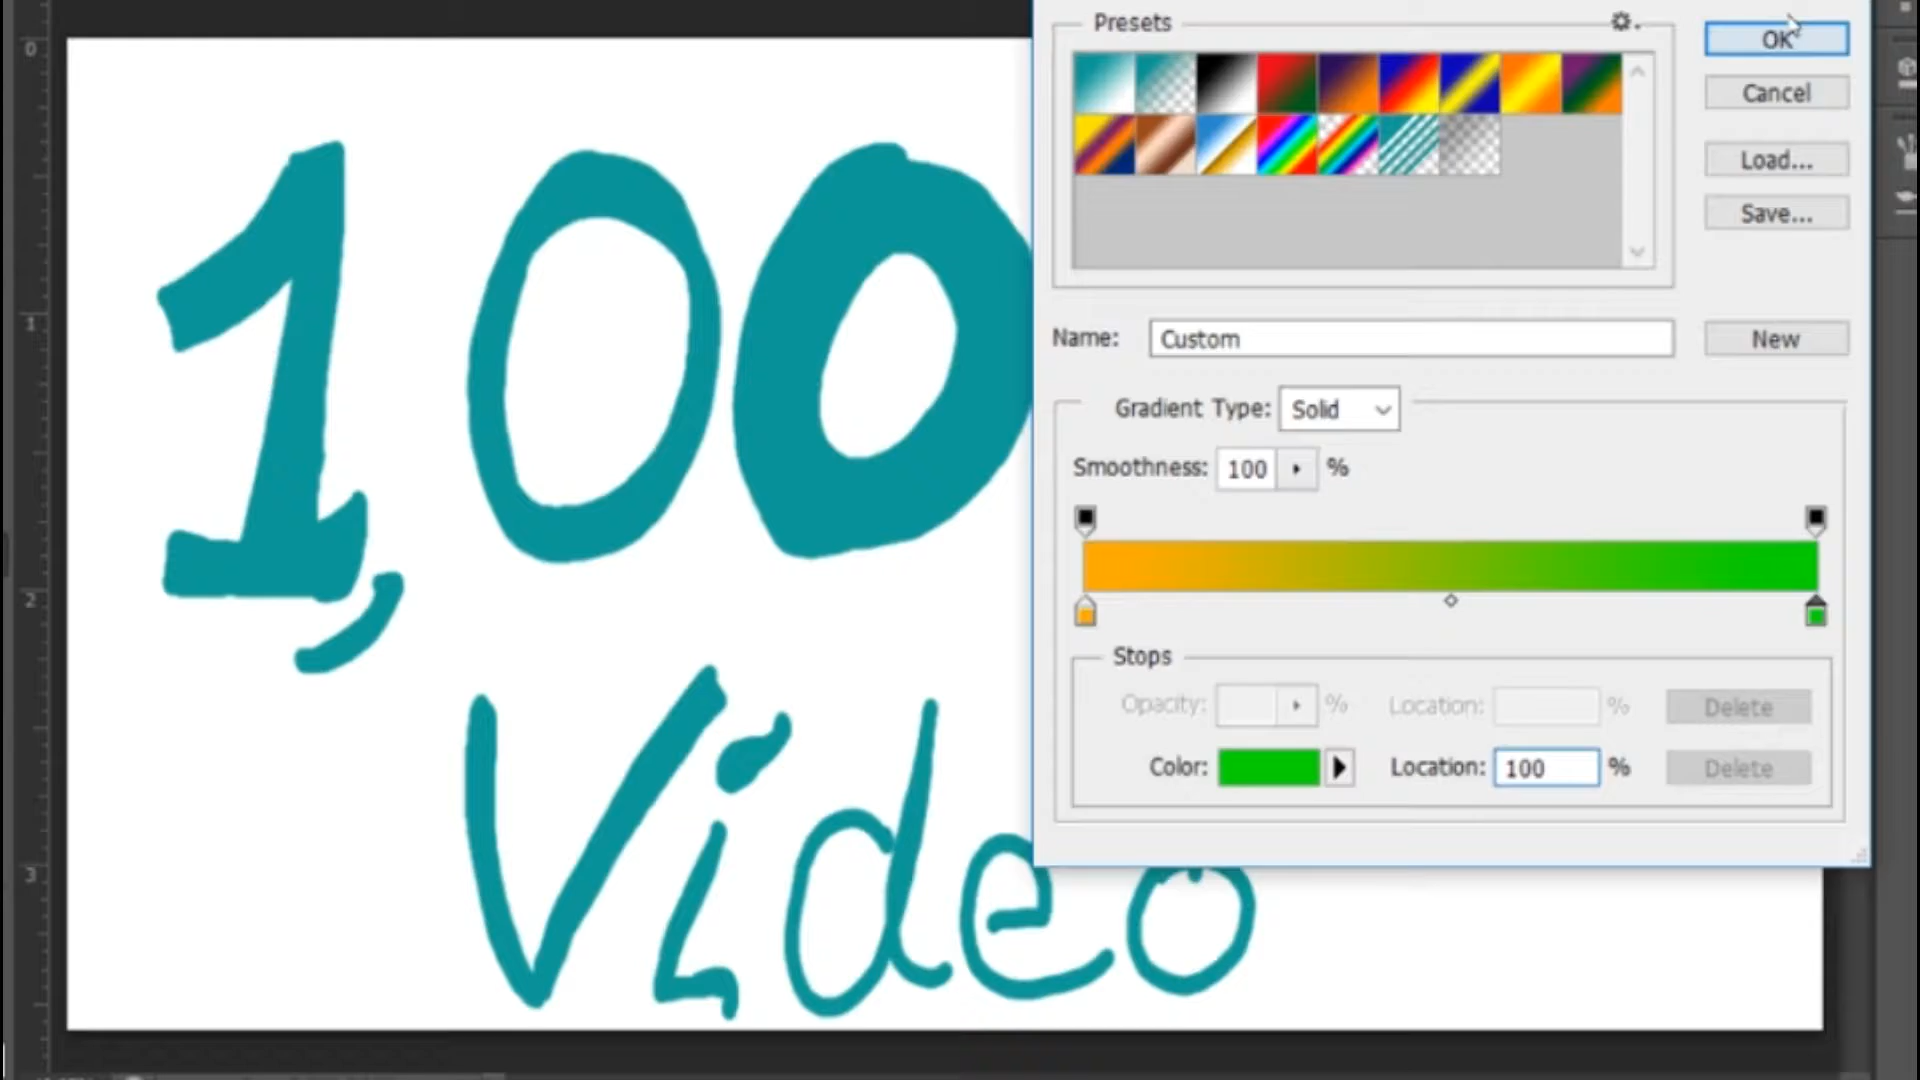 Presets
OK
Cancel
Load...
Save...
Name: Custom
New
Gradient Type: Solid
Smoothness: 100 %
Stops
Opacity: % Location: % Delete
Color: Location: 100 % Delete
0
1
2
3
1,00
Video